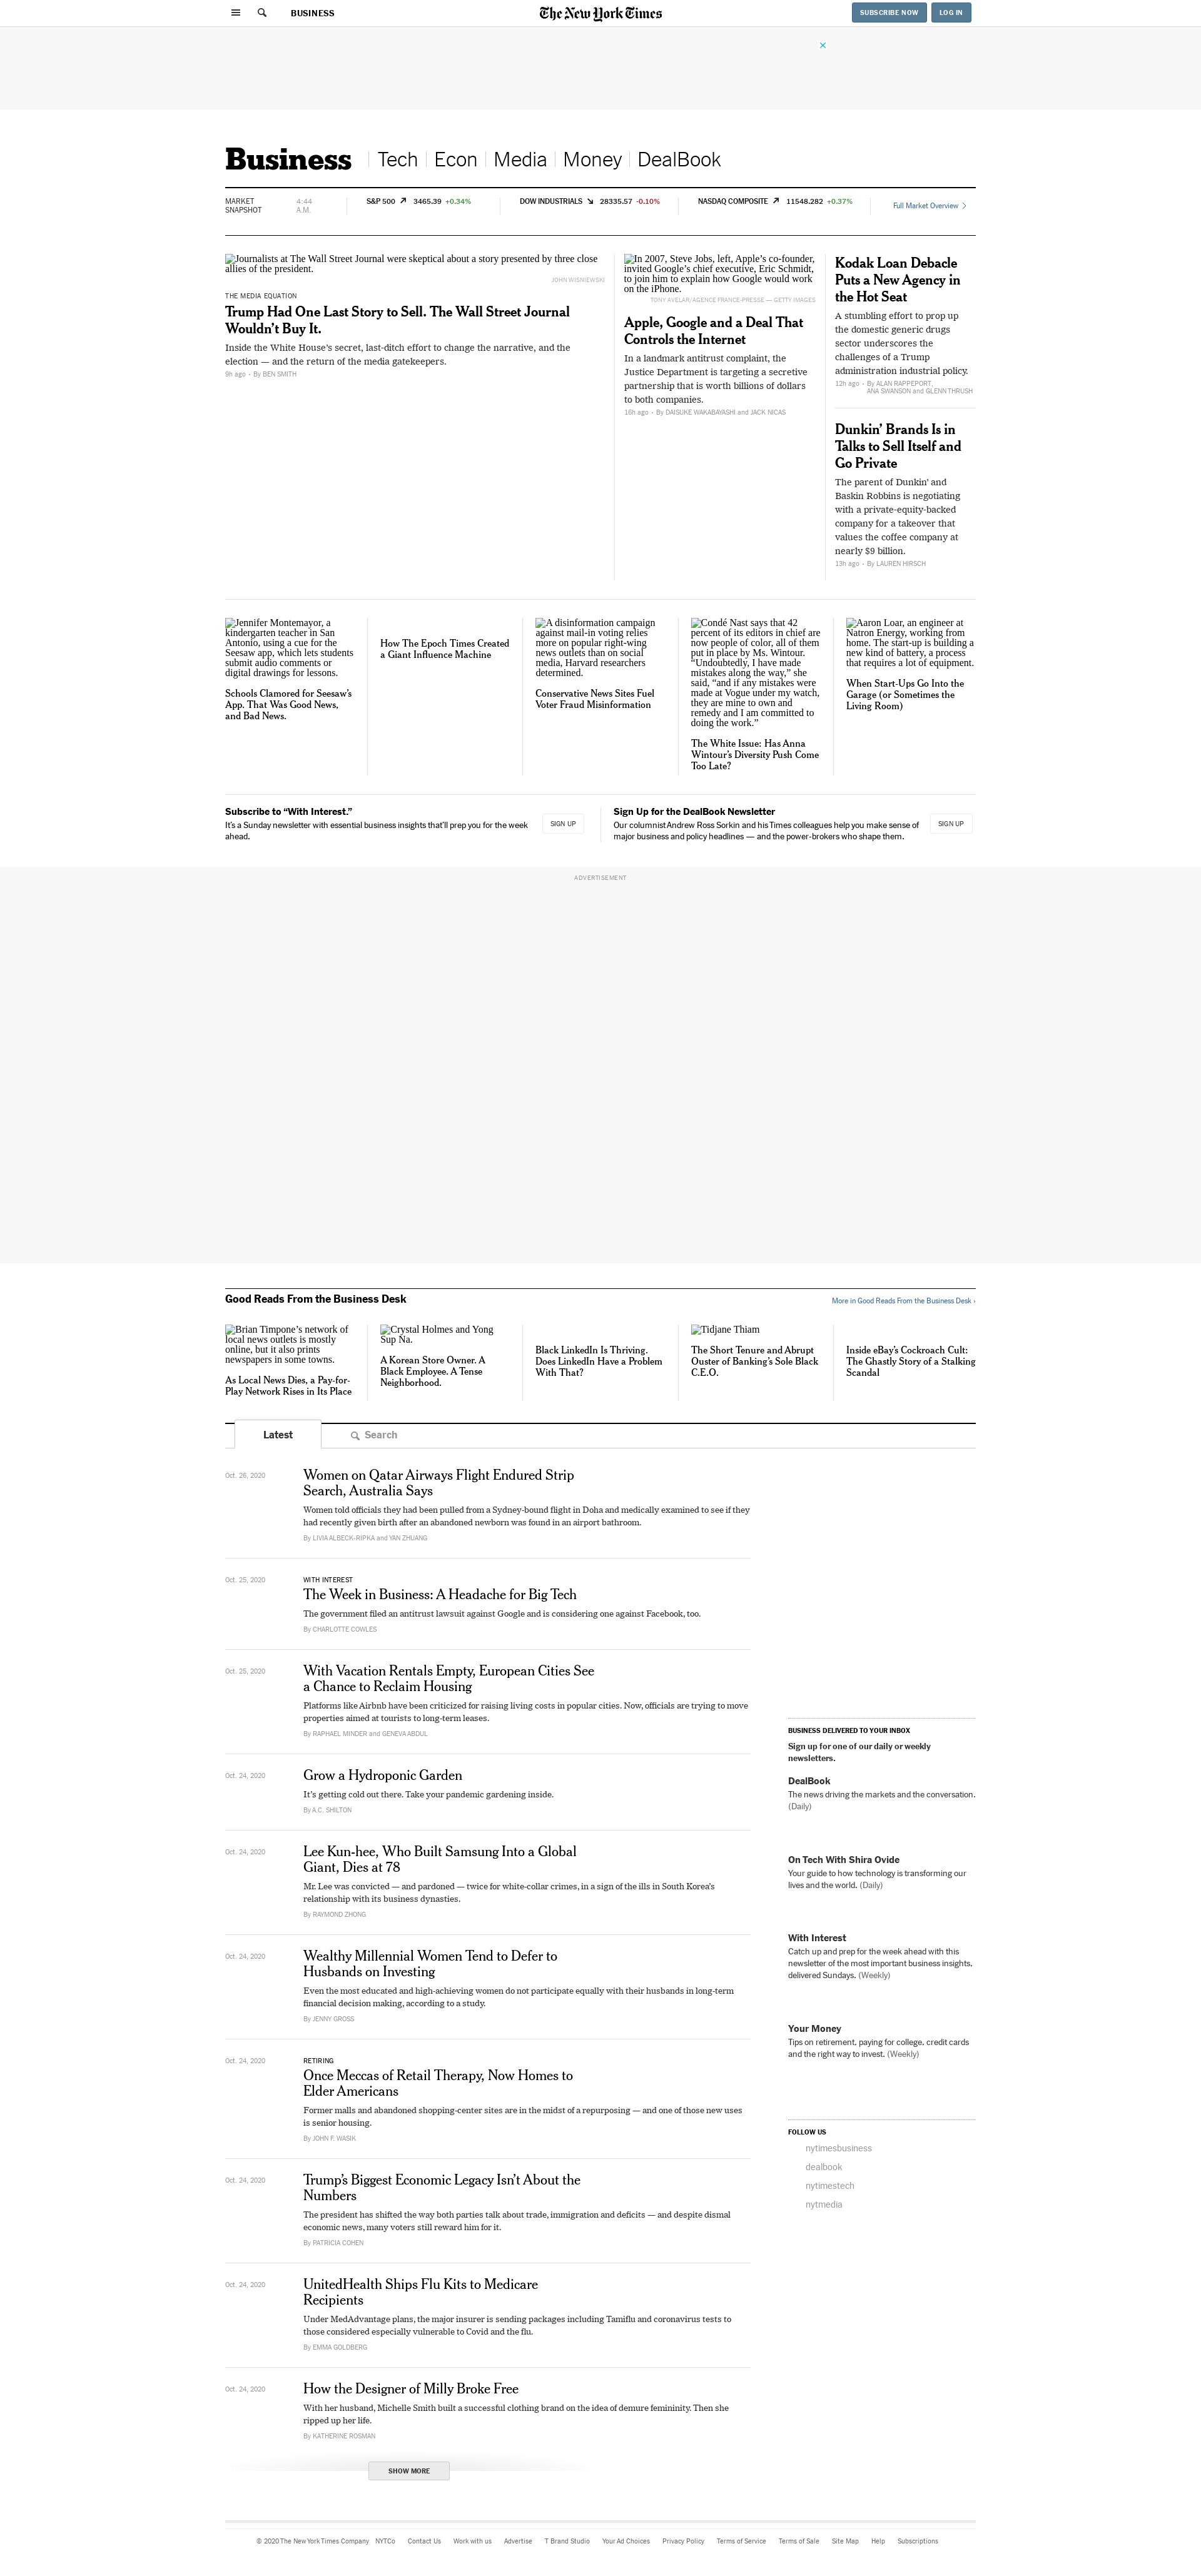 BUSINESS
The New York Times
SUBSCRIBE NOW
LOG IN
Business
Tech
Econ
Media
Money
DealBook
MARKET
SNAPSHOT
4:44
A.M.
S&P 500 3465.39 +0.34%
DOW INDUSTRIALS 28335.57 -0.10%
NASDAQ COMPOSITE 11548.282 +0.37%
Full Market Overview
Journalists at The Wall Street Journal were skeptical about a story presented by three close
allies of the president.
JOHN WISNIEWSKI
THE MEDIA EQUATION
Trump Had One Last Story to Sell. The Wall Street Journal
Wouldn’t Buy It.
Inside the White House’s secret, last-ditch effort to change the narrative, and the
election — and the return of the media gatekeepers.
9h ago • By BEN SMITH
In 2007, Steve Jobs, left, Apple’s co-founder,
invited Google’s chief executive, Eric Schmidt,
to join him to explain how Google would work
on the iPhone.
TONY AVELAR/AGENCE FRANCE-PRESSE — GETTY IMAGES
Apple, Google and a Deal That
Controls the Internet
In a landmark antitrust complaint, the
Justice Department is targeting a secretive
partnership that is worth billions of dollars
to both companies.
16h ago • By DAISUKE WAKABAYASHI and JACK NICAS
Kodak Loan Debacle
Puts a New Agency in
the Hot Seat
A stumbling effort to prop up
the domestic generic drugs
sector underscores the
challenges of a Trump
administration industrial policy.
12h ago • By ALAN RAPPEPORT,
ANA SWANSON and GLENN THRUSH
Dunkin’ Brands Is in
Talks to Sell Itself and
Go Private
The parent of Dunkin’ and
Baskin Robbins is negotiating
with a private-equity-backed
company for a takeover that
values the coffee company at
nearly $9 billion.
13h ago • By LAUREN HIRSCH
Jennifer Montemayor, a
kindergarten teacher in San
Antonio, using a cue for the
Seesaw app, which lets students
submit audio comments or
digital drawings for lessons.
Schools Clamored for Seesaw’s
App. That Was Good News,
and Bad News.
How The Epoch Times Created
a Giant Influence Machine
A disinformation campaign
against mail-in voting relies
more on popular right-wing
news outlets than on social
media, Harvard researchers
determined.
Conservative News Sites Fuel
Voter Fraud Misinformation
Condé Nast says that 42
percent of its editors in chief are
now people of color, all of them
put in place by Ms. Wintour.
“Undoubtedly, I have made
mistakes along the way,” she
said, “and if any mistakes were
made at Vogue under my watch,
they are mine to own and
remedy and I am committed to
doing the work.”
The White Issue: Has Anna
Wintour’s Diversity Push Come
Too Late?
Aaron Loar, an engineer at
Natron Energy, working from
home. The start-up is building a
new kind of battery, a process
that requires a lot of equipment.
When Start-Ups Go Into the
Garage (or Sometimes the
Living Room)
Subscribe to “With Interest.”
It’s a Sunday newsletter with essential business insights that’ll prep you for the week
ahead.
SIGN UP
Sign Up for the DealBook Newsletter
Our columnist Andrew Ross Sorkin and his Times colleagues help you make sense of
major business and policy headlines — and the power-brokers who shape them.
SIGN UP
ADVERTISEMENT
Good Reads From the Business Desk
More in Good Reads From the Business Desk ›
Brian Timpone’s network of
local news outlets is mostly
online, but it also prints
newspapers in some towns.
As Local News Dies, a Pay-for-
Play Network Rises in Its Place
Crystal Holmes and Yong
Sup Na.
A Korean Store Owner. A
Black Employee. A Tense
Neighborhood.
Black LinkedIn Is Thriving.
Does LinkedIn Have a Problem
With That?
Tidjane Thiam
The Short Tenure and Abrupt
Ouster of Banking’s Sole Black
C.E.O.
Inside eBay’s Cockroach Cult:
The Ghastly Story of a Stalking
Scandal
Latest
Search
Oct. 26, 2020
Women on Qatar Airways Flight Endured Strip
Search, Australia Says
Women told officials they had been pulled from a Sydney-bound flight in Doha and medically examined to see if they
had recently given birth after an abandoned newborn was found in an airport bathroom.
By LIVIA ALBECK-RIPKA and YAN ZHUANG
Oct. 25, 2020
WITH INTEREST
The Week in Business: A Headache for Big Tech
The government filed an antitrust lawsuit against Google and is considering one against Facebook, too.
By CHARLOTTE COWLES
Oct. 25, 2020
With Vacation Rentals Empty, European Cities See
a Chance to Reclaim Housing
Platforms like Airbnb have been criticized for raising living costs in popular cities. Now, officials are trying to move
properties aimed at tourists to long-term leases.
By RAPHAEL MINDER and GENEVA ABDUL
Oct. 24, 2020
Grow a Hydroponic Garden
It’s getting cold out there. Take your pandemic gardening inside.
By A.C. SHILTON
Oct. 24, 2020
Lee Kun-hee, Who Built Samsung Into a Global
Giant, Dies at 78
Mr. Lee was convicted — and pardoned — twice for white-collar crimes, in a sign of the ills in South Korea’s
relationship with its business dynasties.
By RAYMOND ZHONG
Oct. 24, 2020
Wealthy Millennial Women Tend to Defer to
Husbands on Investing
Even the most educated and high-achieving women do not participate equally with their husbands in long-term
financial decision making, according to a study.
By JENNY GROSS
Oct. 24, 2020
RETIRING
Once Meccas of Retail Therapy, Now Homes to
Elder Americans
Former malls and abandoned shopping-center sites are in the midst of a repurposing — and one of those new uses
is senior housing.
By JOHN F. WASIK
Oct. 24, 2020
Trump’s Biggest Economic Legacy Isn’t About the
Numbers
The president has shifted the way both parties talk about trade, immigration and deficits — and despite dismal
economic news, many voters still reward him for it.
By PATRICIA COHEN
Oct. 24, 2020
UnitedHealth Ships Flu Kits to Medicare
Recipients
Under MedAdvantage plans, the major insurer is sending packages including Tamiflu and coronavirus tests to
those considered especially vulnerable to Covid and the flu.
By EMMA GOLDBERG
Oct. 24, 2020
How the Designer of Milly Broke Free
With her husband, Michelle Smith built a successful clothing brand on the idea of demure femininity. Then she
ripped up her life.
By KATHERINE ROSMAN
SHOW MORE
BUSINESS DELIVERED TO YOUR INBOX
Sign up for one of our daily or weekly
newsletters.
DealBook
The news driving the markets and the conversation.
(Daily)
On Tech With Shira Ovide
Your guide to how technology is transforming our
lives and the world. (Daily)
With Interest
Catch up and prep for the week ahead with this
newsletter of the most important business insights,
delivered Sundays. (Weekly)
Your Money
Tips on retirement, paying for college, credit cards
and the right way to invest. (Weekly)
FOLLOW US
nytimesbusiness
dealbook
nytimestech
nytmedia
© 2020 The New York Times Company NYTCo Contact Us Work with us Advertise T Brand Studio Your Ad Choices Privacy Policy Terms of Service Terms of Sale Site Map Help Subscriptions